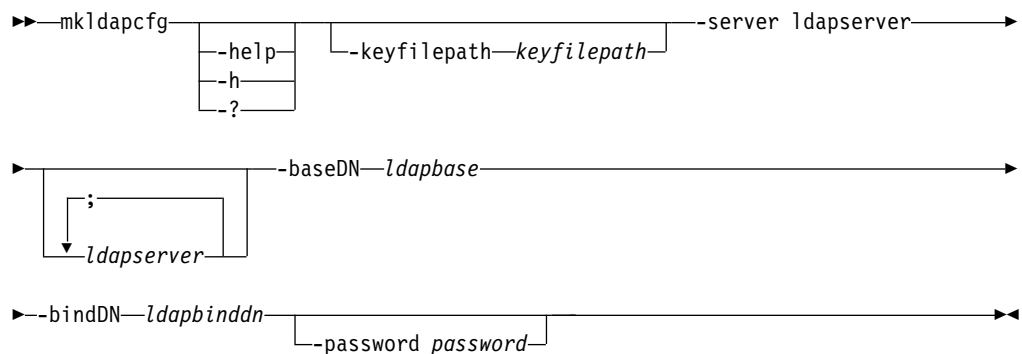 mkldapcfg -server ldapserver
-help -keyfilepath keyfilepath
-h
-?
-baseDN ldapbase
;
ldapserver
-bindDN ldapbinddn
-password password